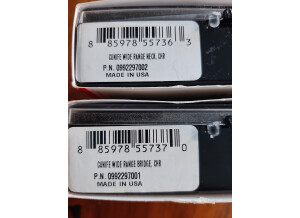 8 85978 55736 3
CUNIFE WIDE RANGE NECK, CHR
P.N. 0992297002
MADE IN USA
8 85978 55737 0
CUNIFE WIDE RANGE BRIDGE, CHR
P.N. 0992297001
MADE IN USA